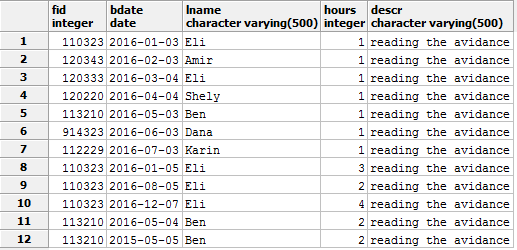 fid bdate lname hours descr
integer date character varying(500) integer character varying(500)
1 110323 2016-01-03 Eli 1 reading the avidance
2 120343 2016-02-03 Amir 1 reading the avidance
3 120333 2016-03-04 Eli 1 reading the avidance
4 120220 2016-04-04 Shely 1 reading the avidance
5 113210 2016-05-03 Ben 1 reading the avidance
6 914323 2016-06-03 Dana 1 reading the avidance
7 112229 2016-07-03 Karin 1 reading the avidance
8 110323 2016-01-05 Eli 3 reading the avidance
9 110323 2016-08-05 Eli 2 reading the avidance
10 110323 2016-12-07 Eli 4 reading the avidance
11 113210 2016-05-04 Ben 2 reading the avidance
12 113210 2015-05-05 Ben 2 reading the avidance